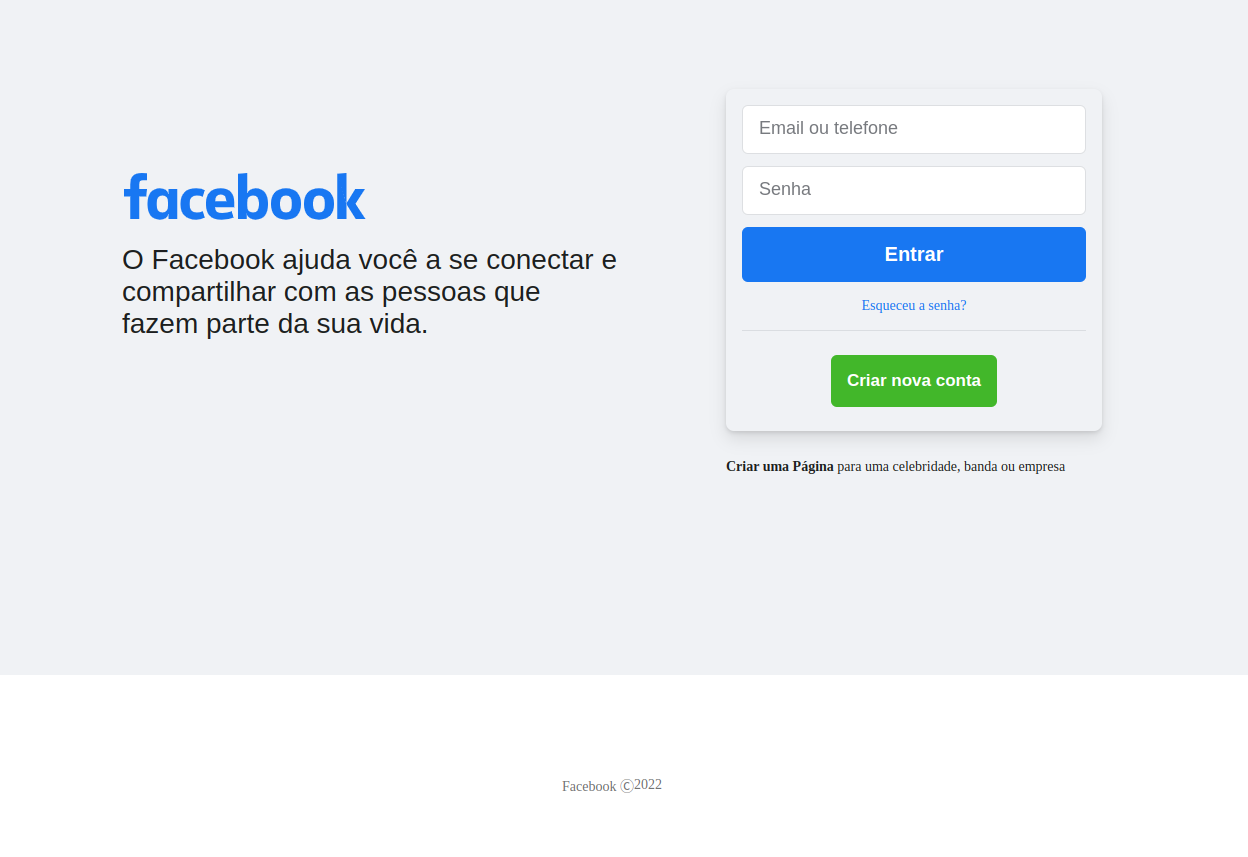 facebook
O Facebook ajuda você a se conectar e
compartilhar com as pessoas que
fazem parte da sua vida.
Email ou telefone
Senha
Entrar
Esqueceu a senha?
Criar nova conta
Criar uma Página para uma celebridade, banda ou empresa
Facebook Ⓒ2022